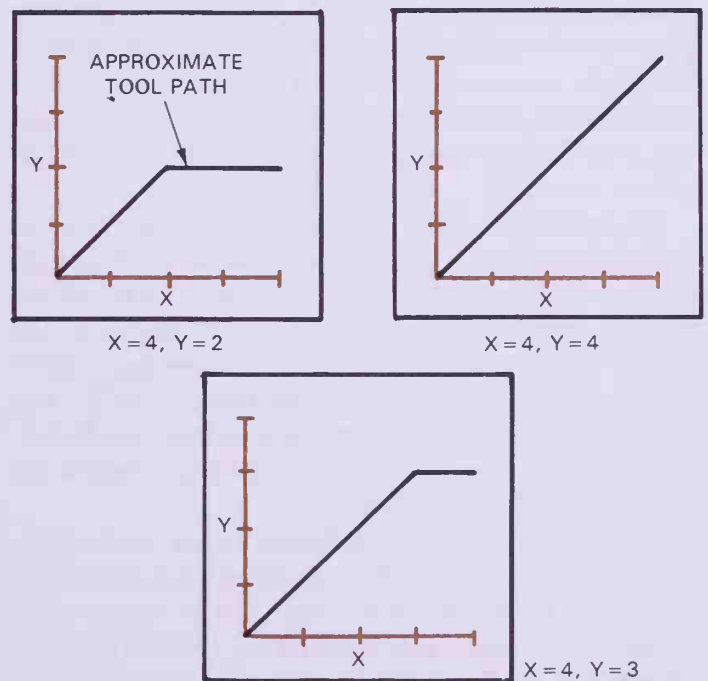 APPROXIMATE
TOOL PATH
Y
X
X=4, Y=2
Y
X
X=4, Y=4
Y
X
X=4, Y=3